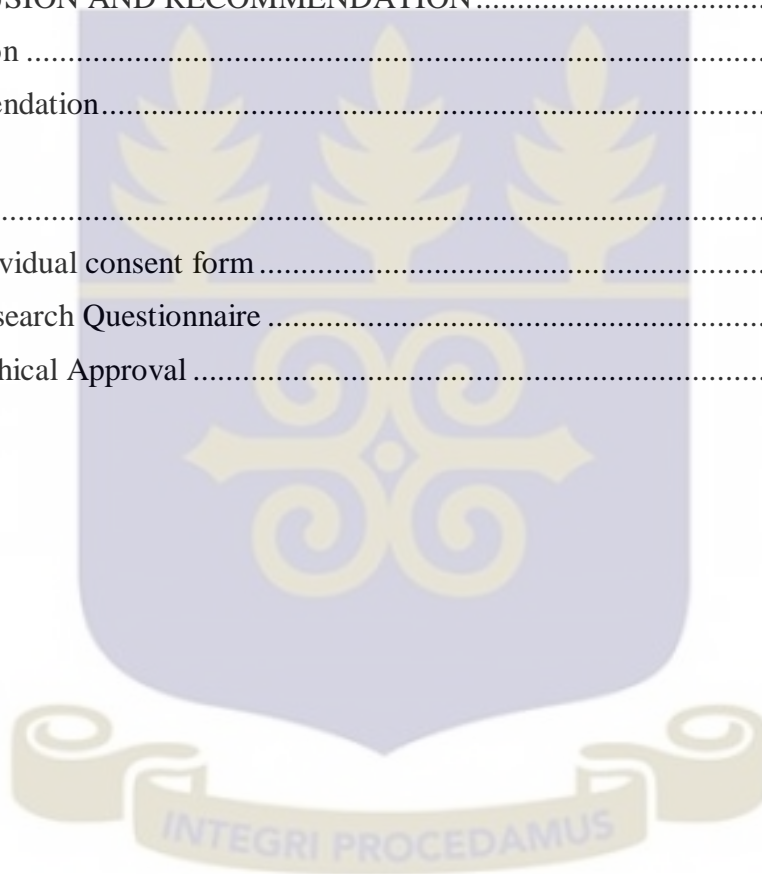 USION AND RECOMMENDATION..........................................
on ..........................................................................................
endation...............................................................................
...............................................................................................
vidual consent form ................................................................
search Questionnaire ...............................................................
hical Approval .........................................................................
INTEGRI PROCEDAMUS